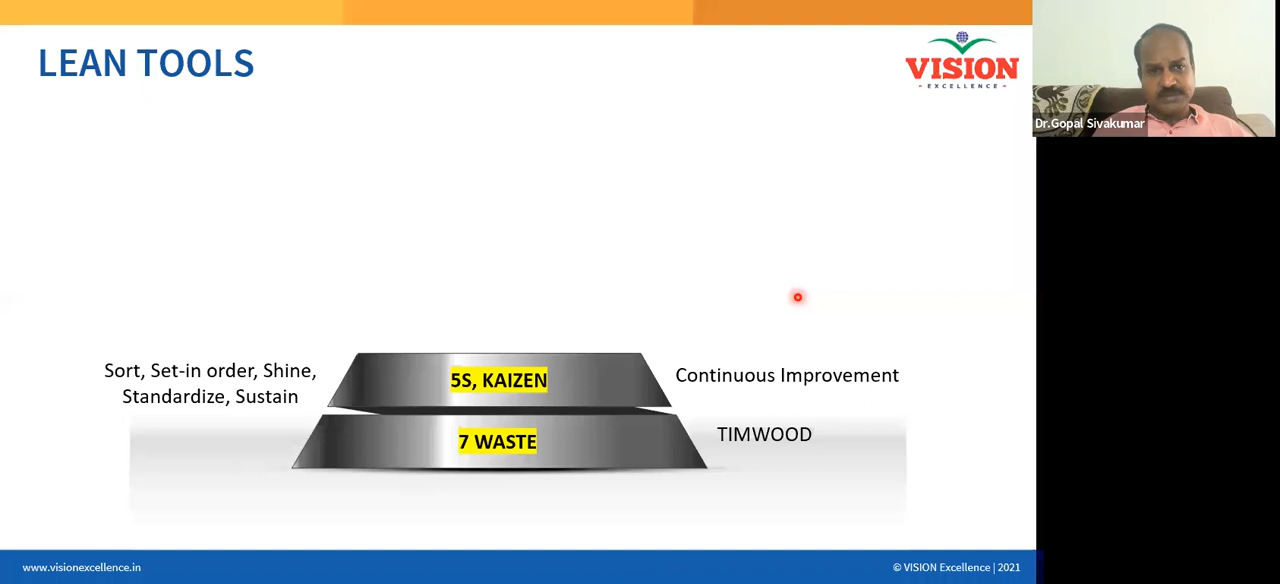 LEAN TOOLS
VISION
- EXCELLENCE -
Dr.Gopal Sivakumar
Sort, Set-in order, Shine,
Standardize, Sustain
5S, KAIZEN
Continuous Improvement
7 WASTE
TIMWOOD
www.visionexcellence.in
© VISION Excellence | 2021